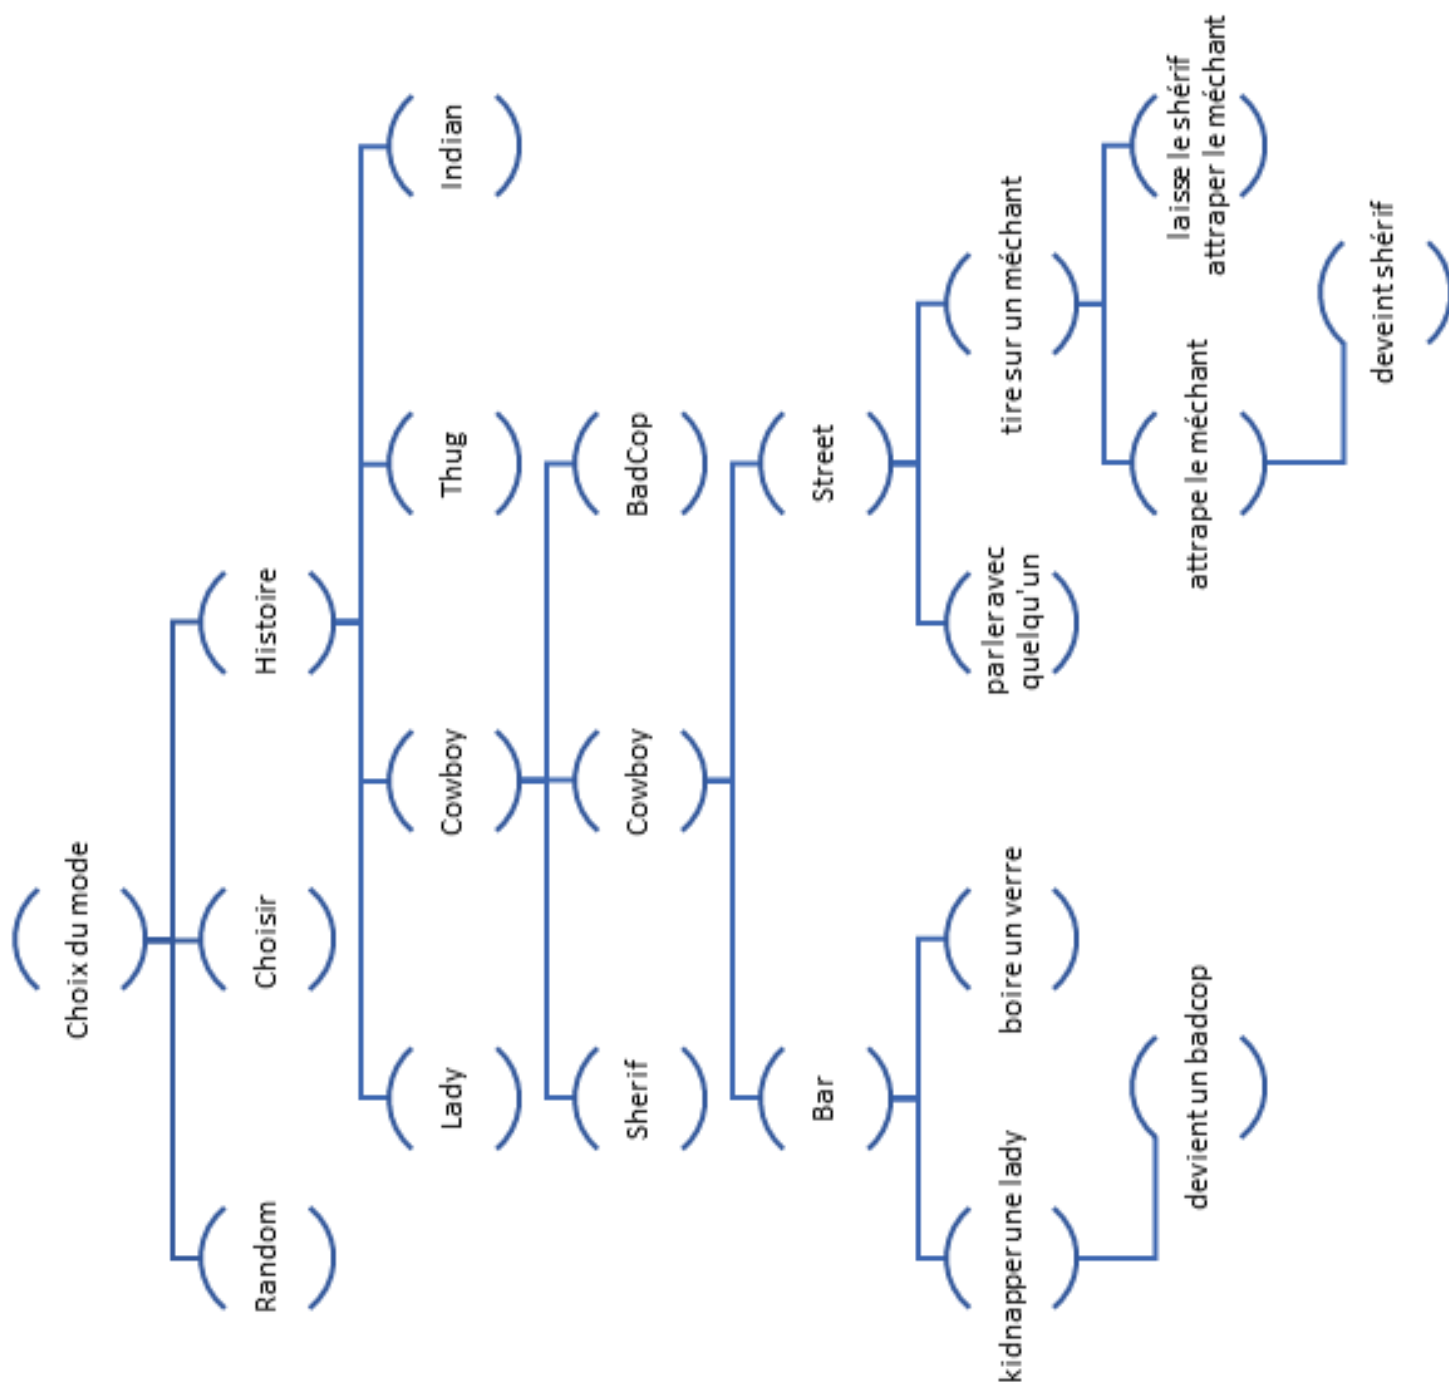 Choix du mode
Random
Choisir
Histoire
Lady
Cowboy
Thug
Indian
Sherif
Cowboy
BadCop
Bar
Street
kidnapper une lady
boire un verre
parler avec
quelqu'un
tire sur un méchant
devient un badcop
attrape le méchant
laisse le shérif
attraper le méchant
deveint shérif